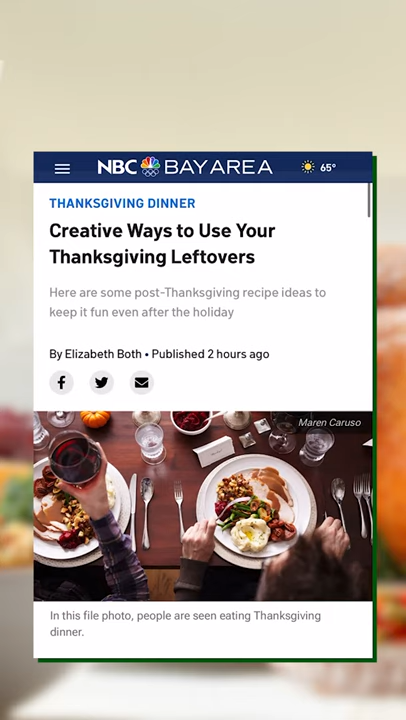 NBC BAY AREA
65°
THANKSGIVING DINNER
Creative Ways to Use Your
Thanksgiving Leftovers
Here are some post-Thanksgiving recipe ideas to
keep it fun even after the holiday
By Elizabeth Both • Published 2 hours ago
Maren Caruso
In this file photo, people are seen eating Thanksgiving
dinner.